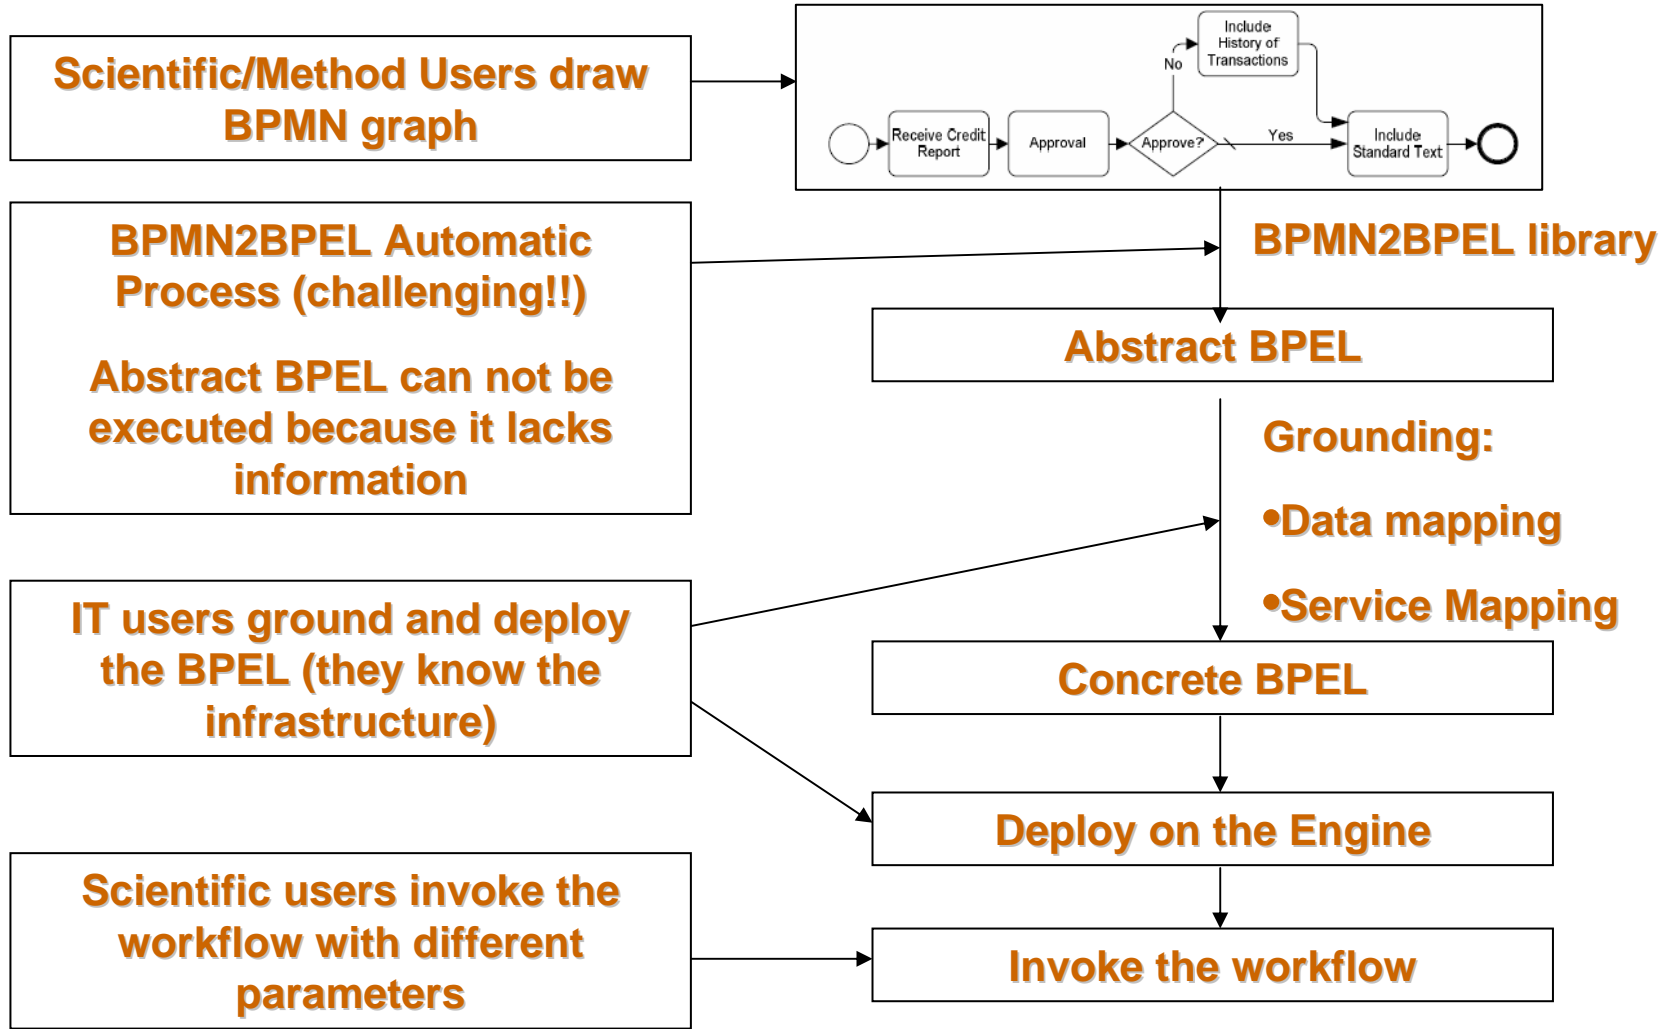 Scientific/Method Users draw
BPMN graph
Include
History of
Transactions
No
Receive Credit
Report
Approval
Approve?
Yes
Include
Standard Text
BPMN2BPEL Automatic
Process (challenging!!)
Abstract BPEL can not be
executed because it lacks
information
BPMN2BPEL library
Abstract BPEL
Grounding:
•Data mapping
•Service Mapping
IT users ground and deploy
the BPEL (they know the
infrastructure)
Concrete BPEL
Deploy on the Engine
Scientific users invoke the
workflow with different
parameters
Invoke the workflow